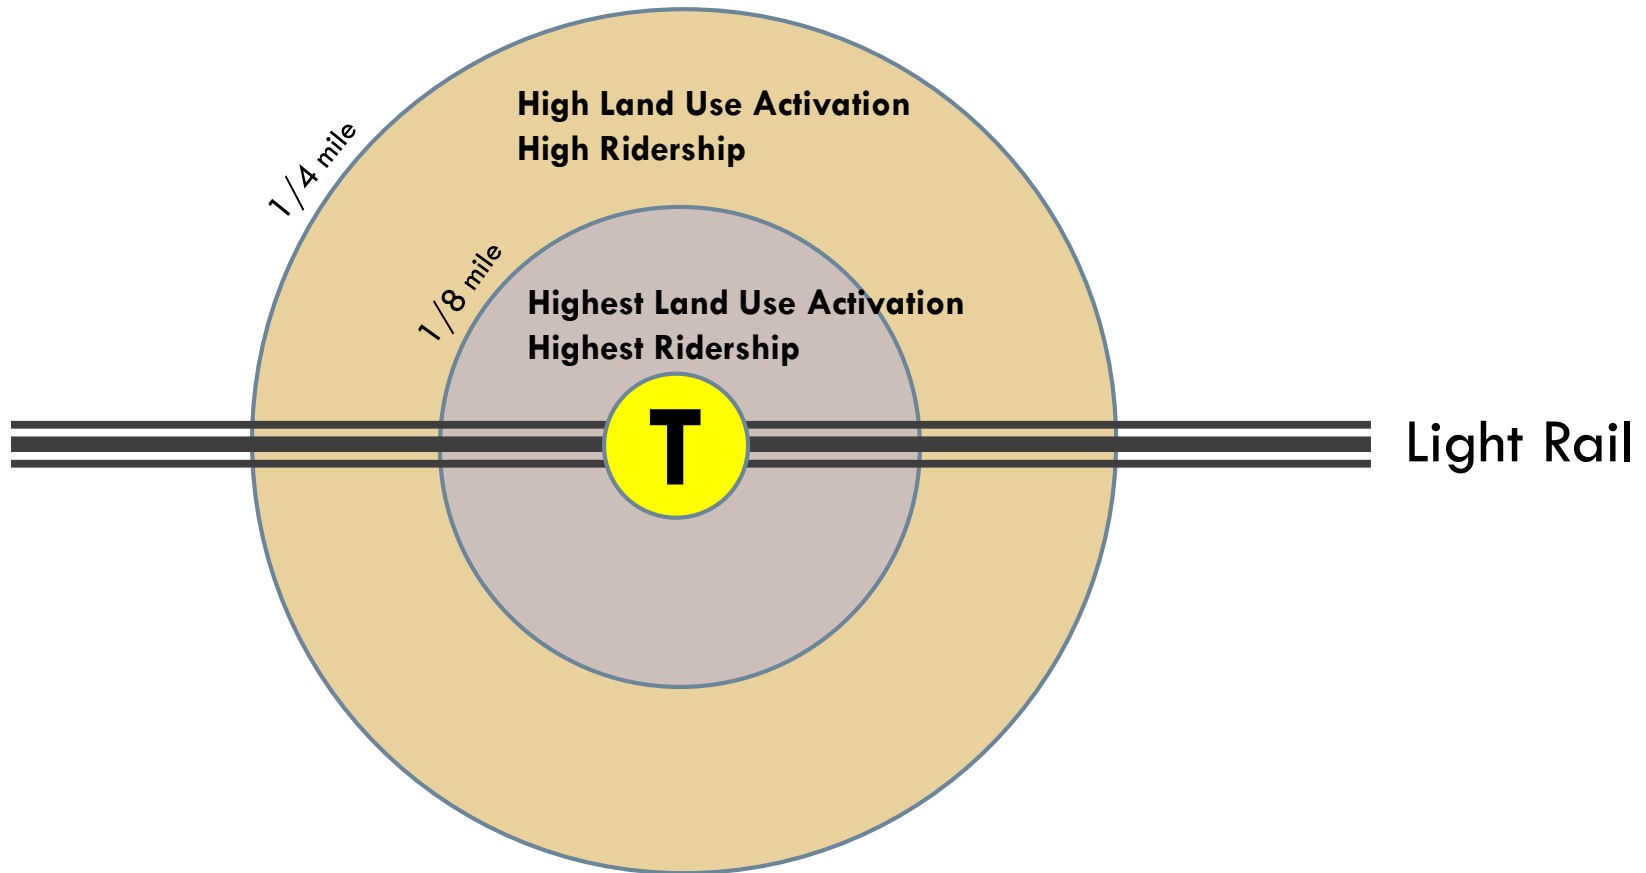 High Land Use Activation
High Ridership
1/4 mile
1/8 mile
Highest Land Use Activation
Highest Ridership
T
Light Rail